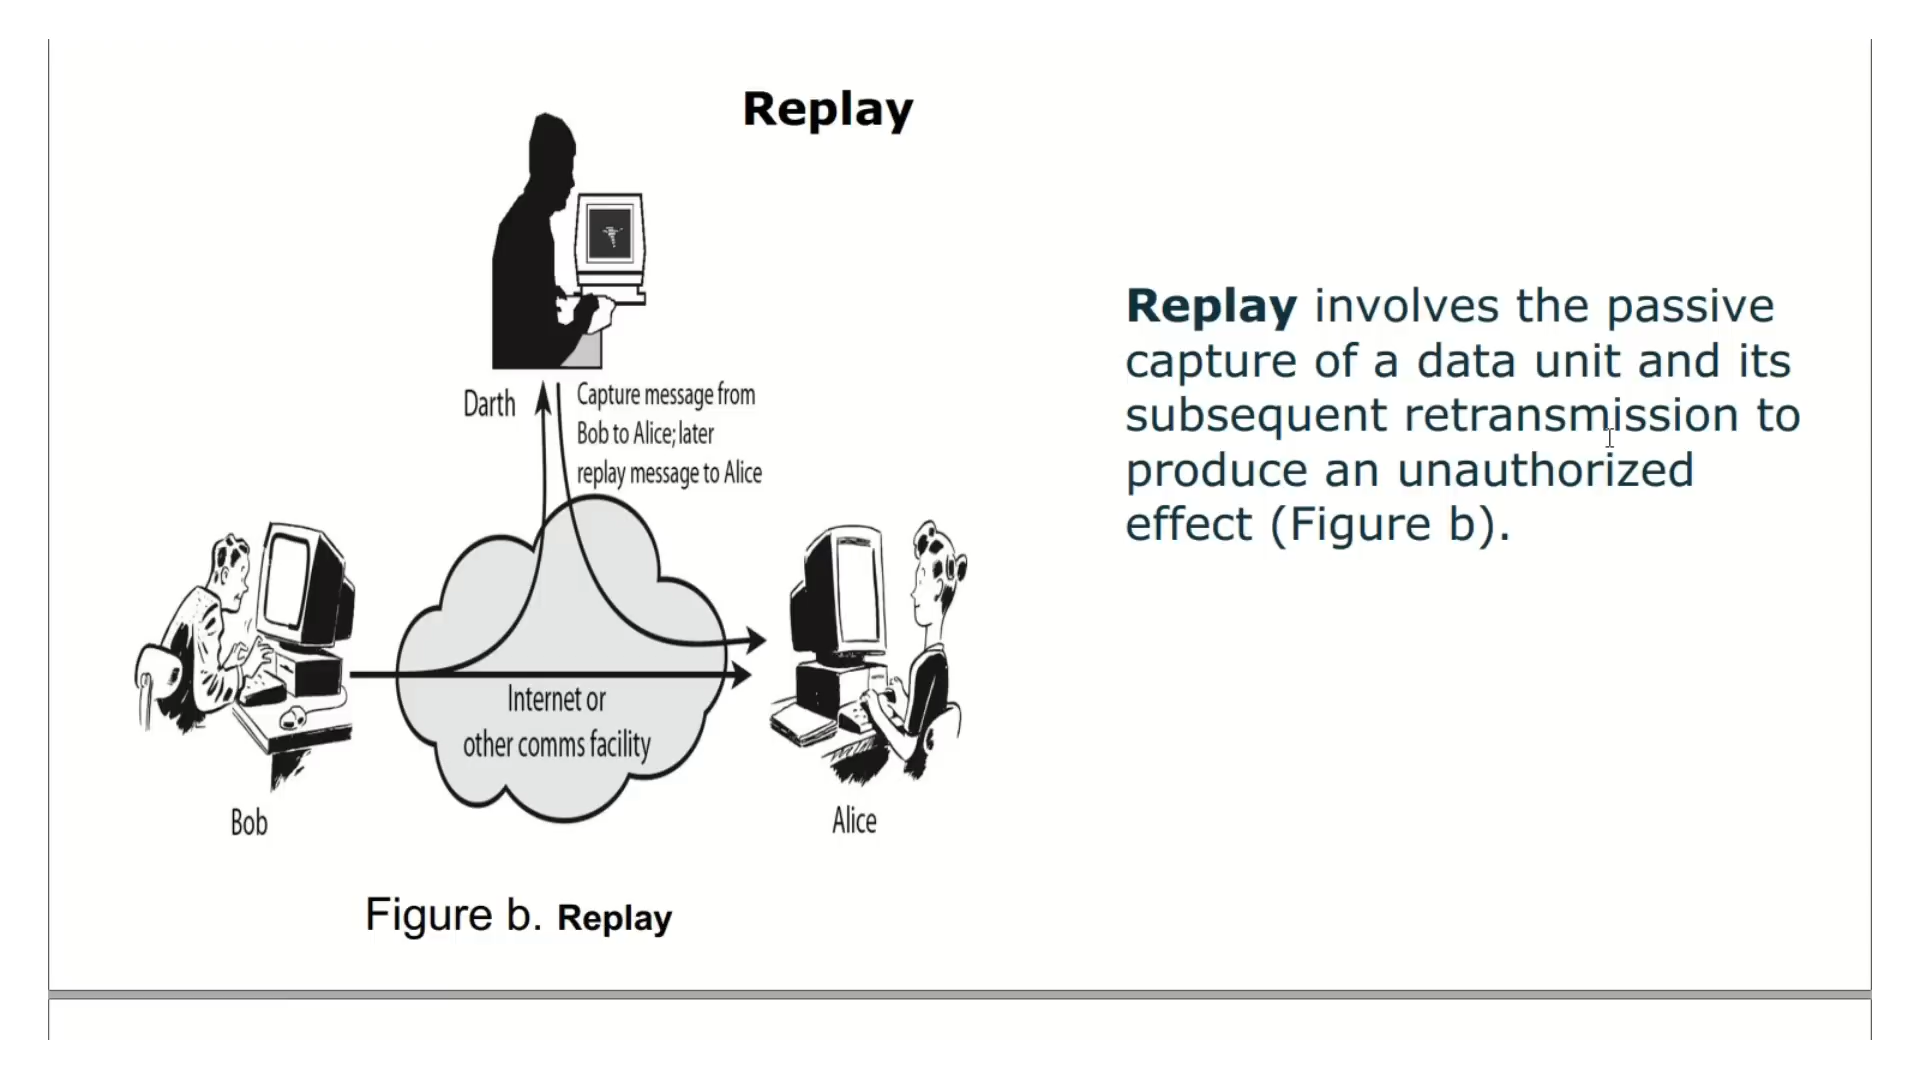 Replay
Darth
Capture message from
Bob to Alice; later
replay message to Alice
Internet or
other comms facility
Bob
Alice
Figure b. Replay
Replay involves the passive
capture of a data unit and its
subsequent retransmission to
produce an unauthorized
effect (Figure b).